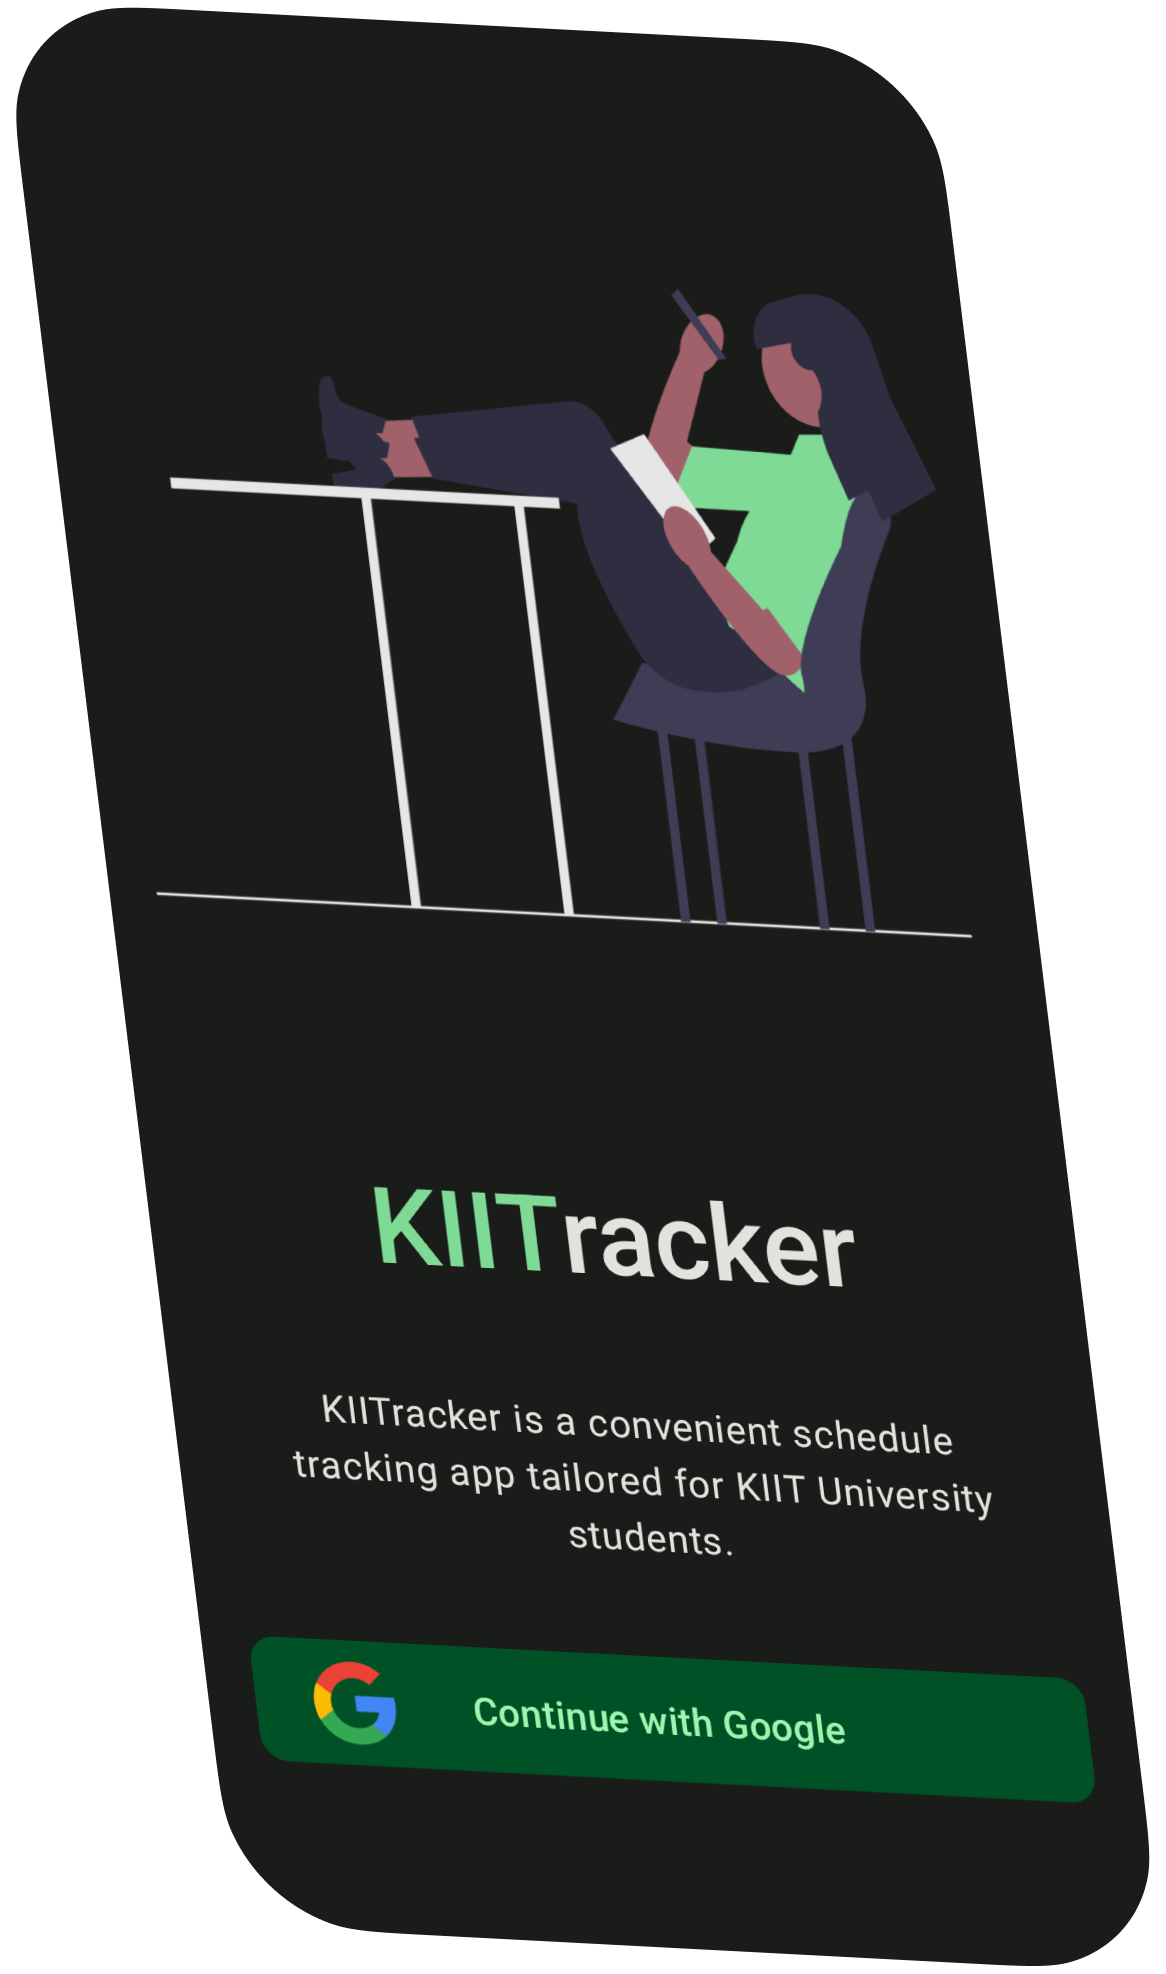 KIITracker
KIITracker is a convenient schedule
tracking app tailored for KIIT University
students.
Continue with Google